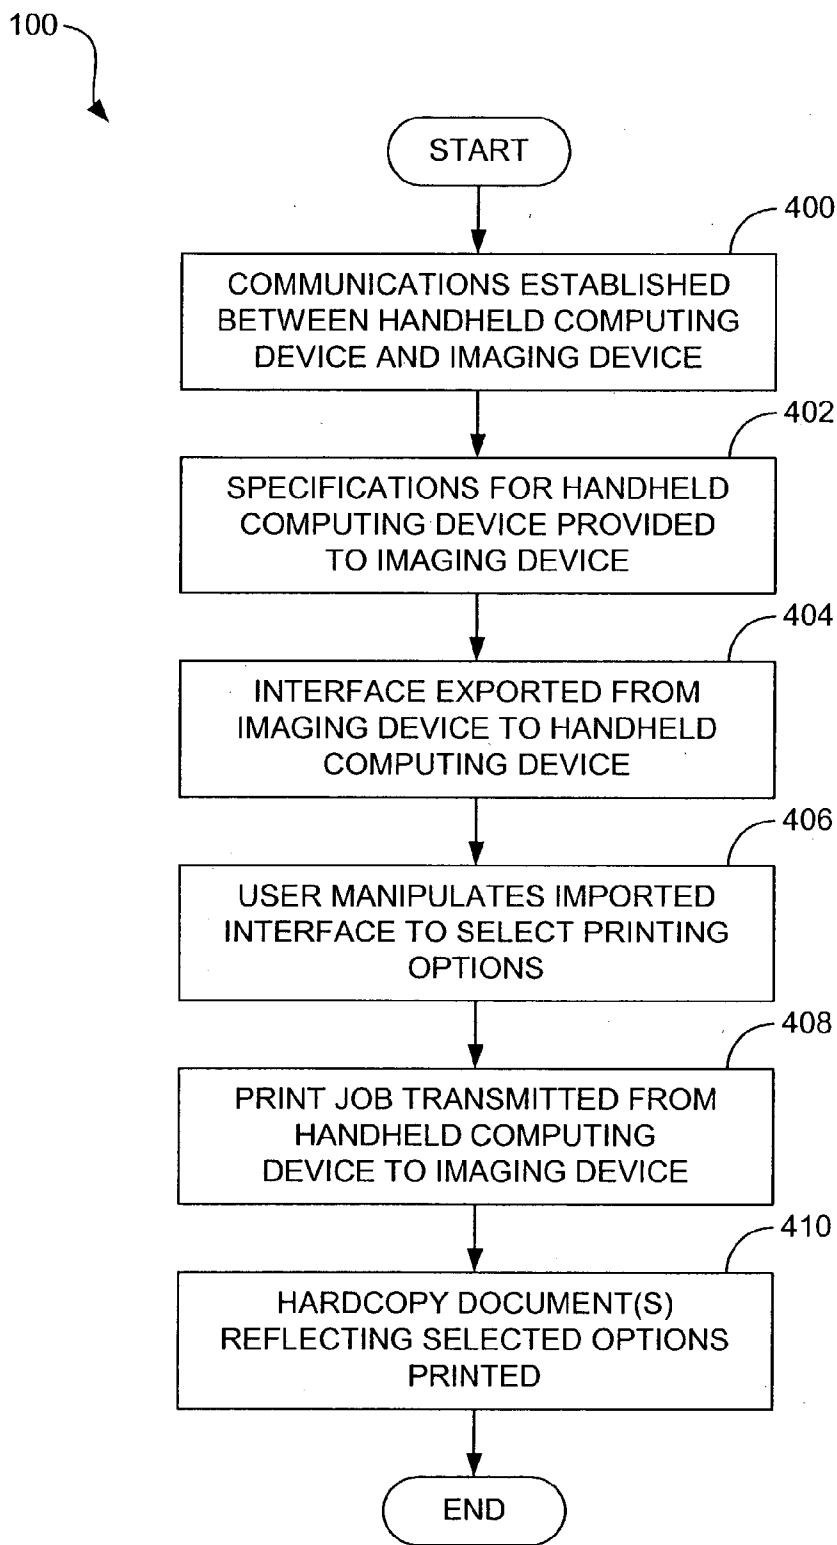 100
START
400
COMMUNICATIONS ESTABLISHED
BETWEEN HANDHELD COMPUTING
DEVICE AND IMAGING DEVICE
402
SPECIFICATIONS FOR HANDHELD
COMPUTING DEVICE PROVIDED
TO IMAGING DEVICE
404
INTERFACE EXPORTED FROM
IMAGING DEVICE TO HANDHELD
COMPUTING DEVICE
406
USER MANIPULATES IMPORTED
INTERFACE TO SELECT PRINTING
OPTIONS
408
PRINT JOB TRANSMITTED FROM
HANDHELD COMPUTING
DEVICE TO IMAGING DEVICE
410
HARDCOPY DOCUMENT(S)
REFLECTING SELECTED OPTIONS
PRINTED
END